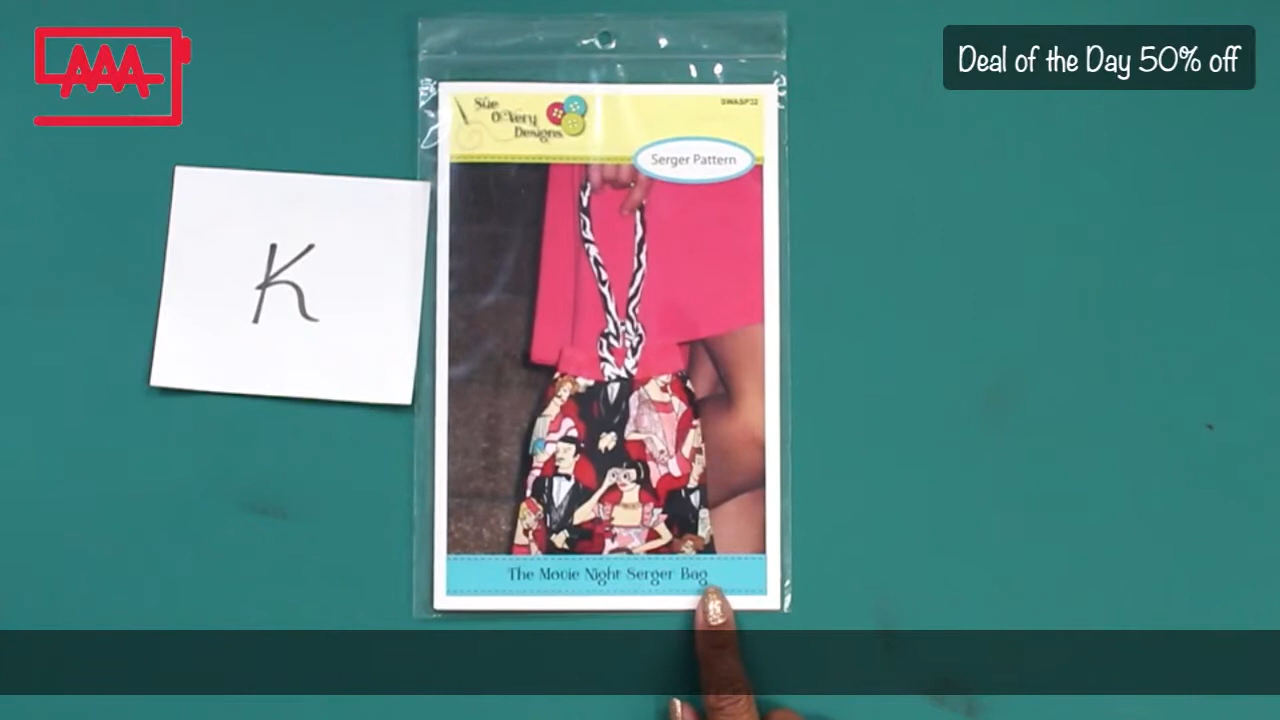 AAA
Deal of the Day 50% off
Sue
O'Very
Designs
SWASP32
Serger Pattern
K
The Movie Night Serger Bag